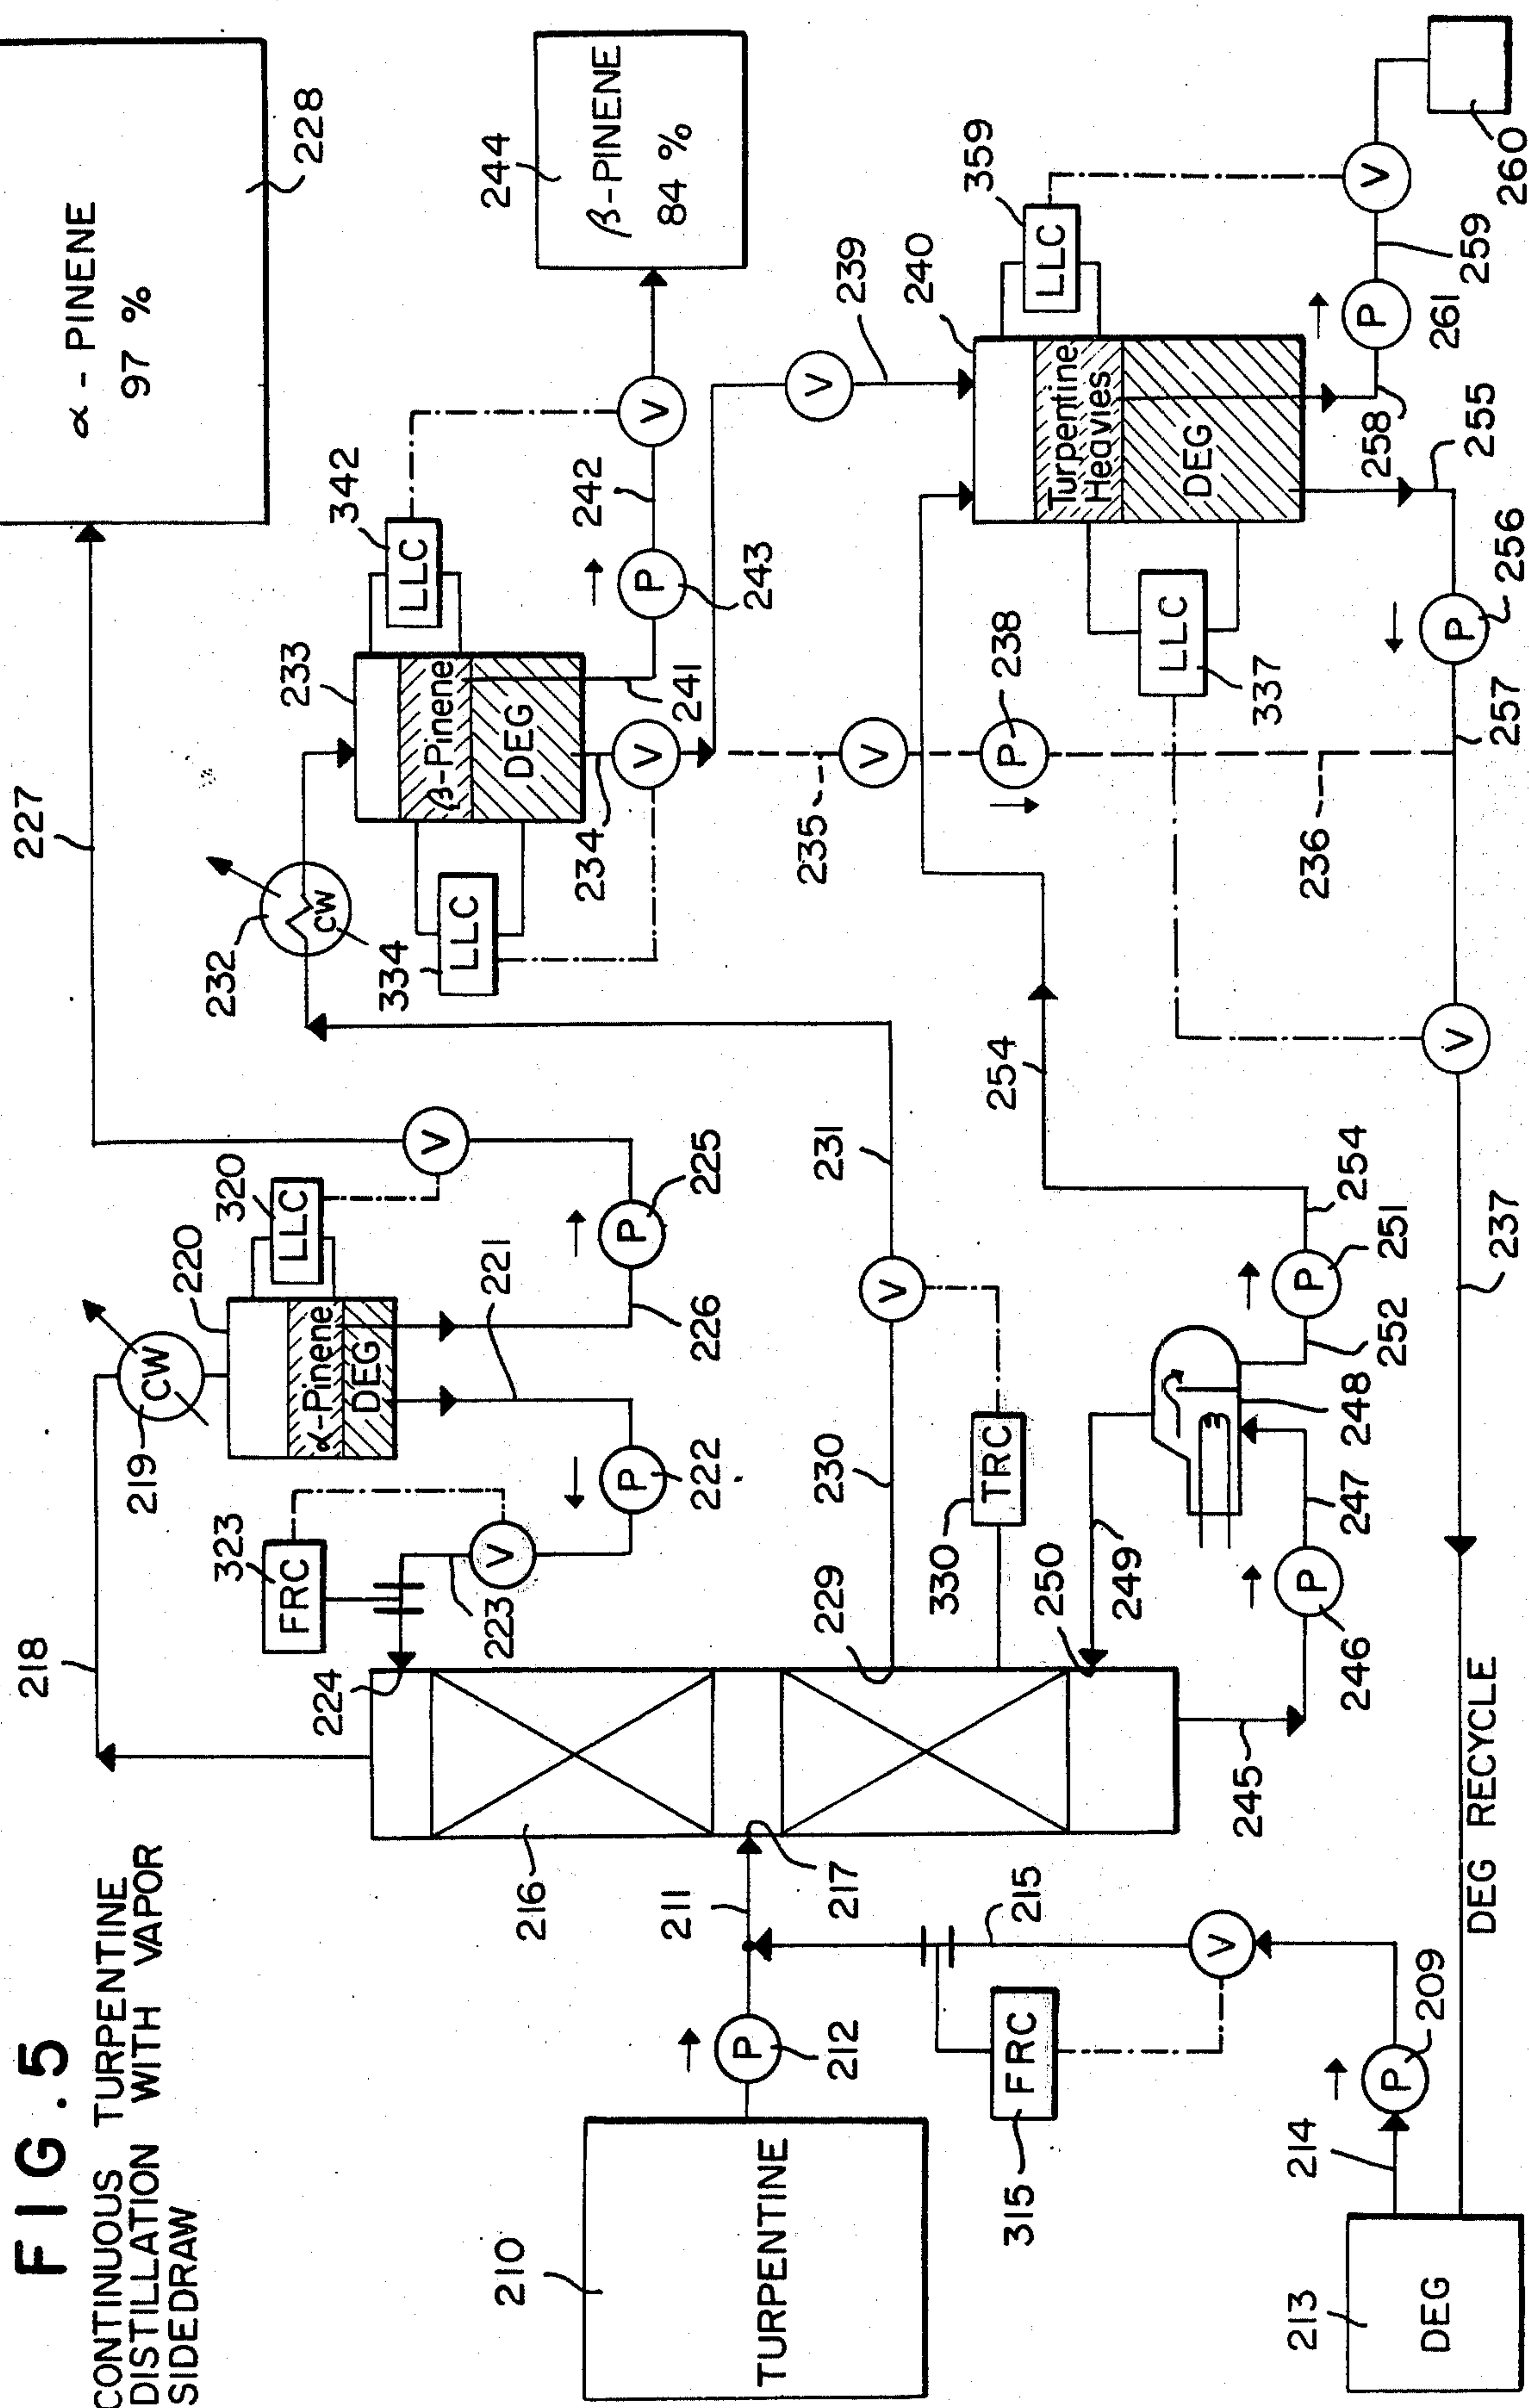 FIG. 5
CONTINUOUS TURPENTINE
DISTILLATION WITH VAPOR
SIDEDRAW
218
227
α - PINENE
97 %
228
219
CW
220
320
LLC
α-Pinene
DEG
221
226
P
225
V
323
FRC
P
222
V
223
224
216
217
211
P
212
210
TURPENTINE
215
V
FRC
315
P
209
214
213
DEG
DEG RECYCLE
237
229
230
V
231
330
TRC
250
249
245
P
246
247
248
252
P
251
254
254
232
CW
233
β-Pinene
DEG
342
LLC
334
LLC
234
V
241
P
243
242
V
244
β-PINENE
84 %
235
V
P
238
236
V
239
240
Turpentine
Heavies
DEG
359
LLC
LLC
337
258
P
261
259
V
260
255
P
256
257
V